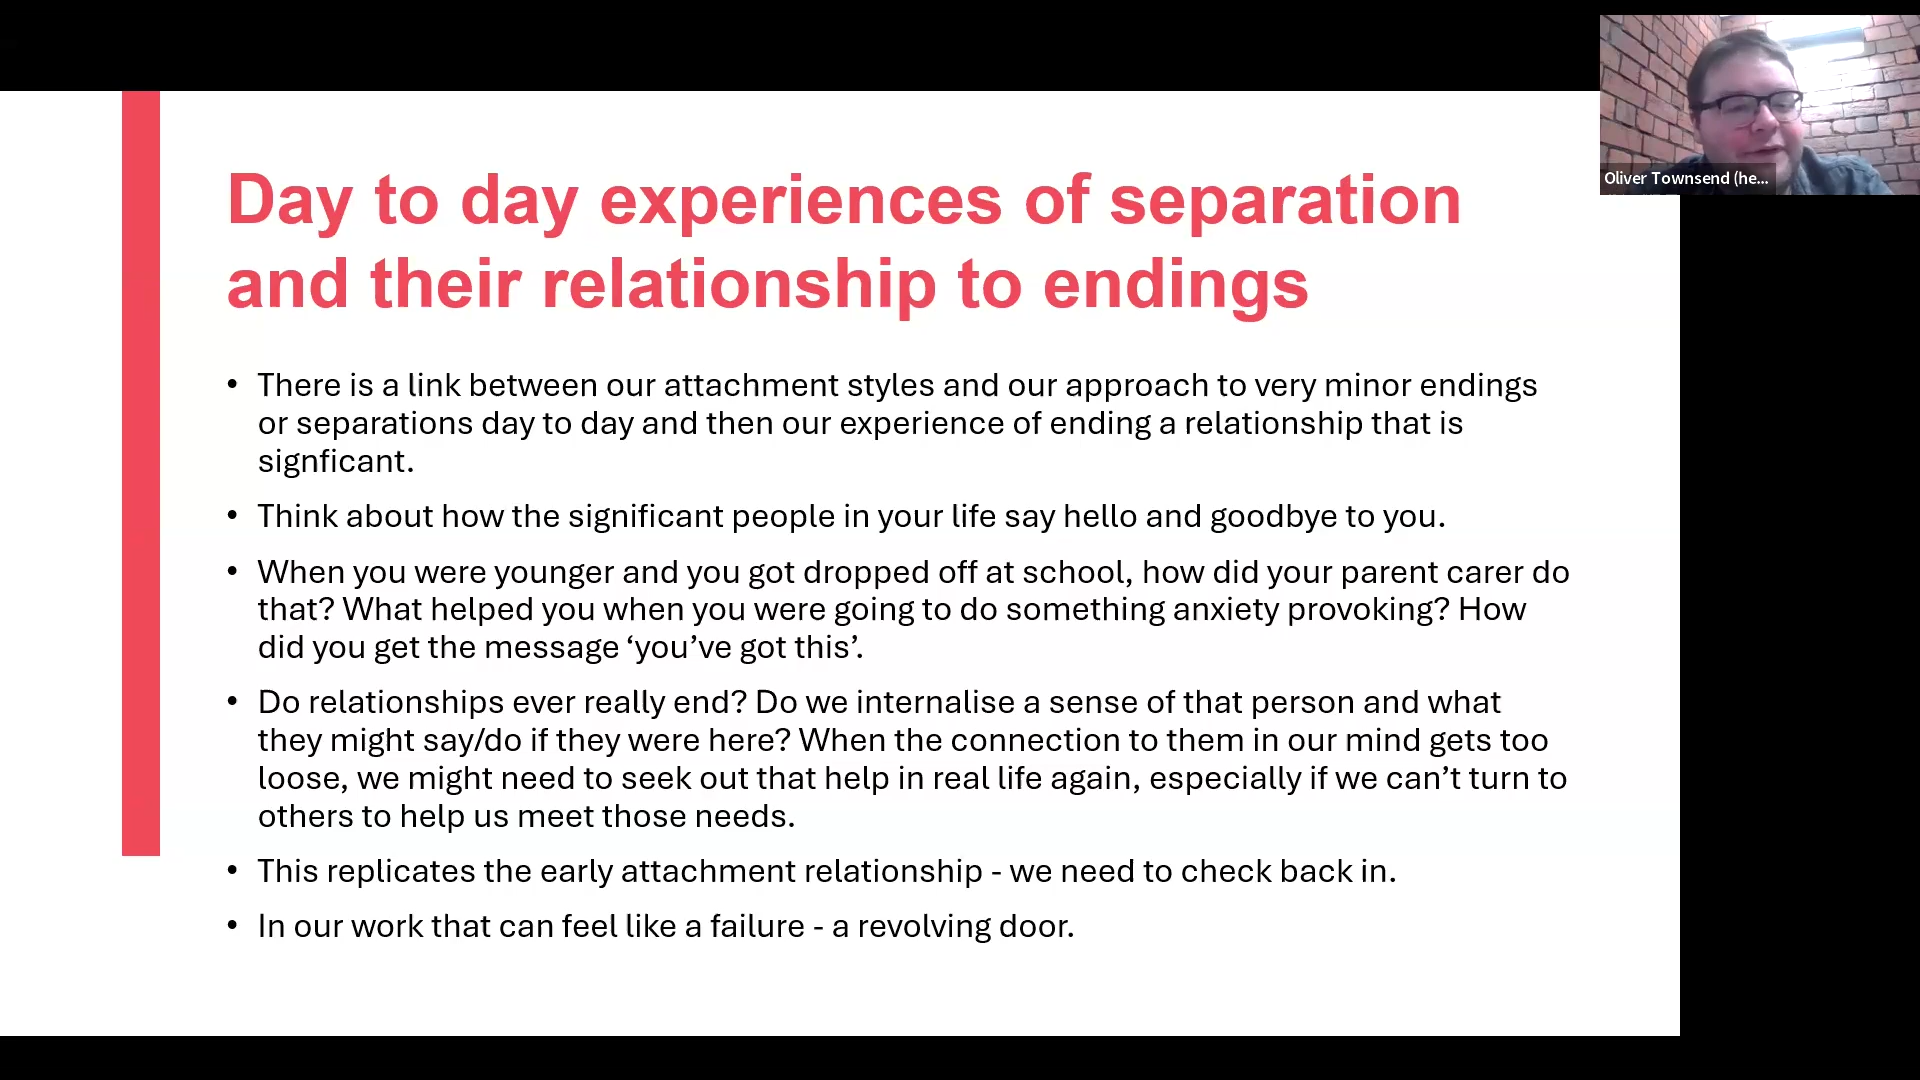 Oliver Townsend (he...
Day to day experiences of separation
and their relationship to endings
• There is a link between our attachment styles and our approach to very minor endings
or separations day to day and then our experience of ending a relationship that is
signficant.
• Think about how the significant people in your life say hello and goodbye to you.
• When you were younger and you got dropped off at school, how did your parent carer do
that? What helped you when you were going to do something anxiety provoking? How
did you get the message ‘you’ve got this’.
• Do relationships ever really end? Do we internalise a sense of that person and what
they might say/do if they were here? When the connection to them in our mind gets too
loose, we might need to seek out that help in real life again, especially if we can’t turn to
others to help us meet those needs.
• This replicates the early attachment relationship - we need to check back in.
• In our work that can feel like a failure - a revolving door.